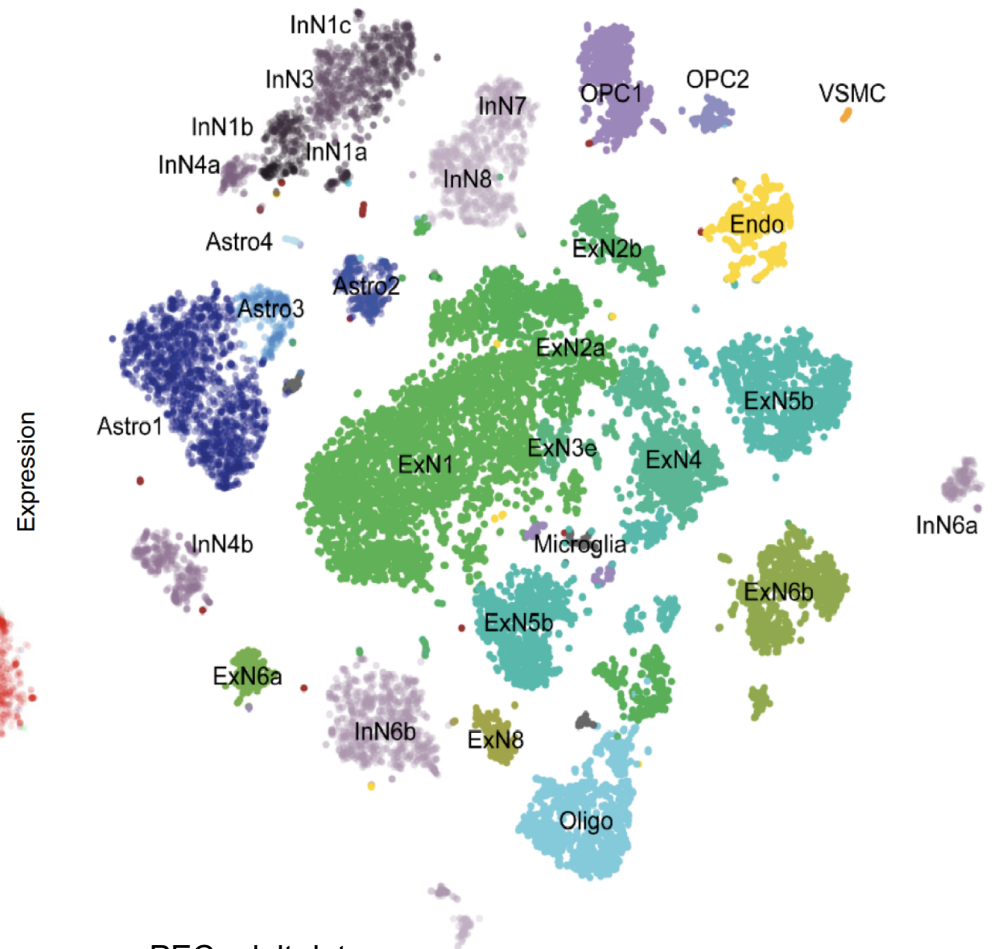 InN1c
InN3
OPC1
OPC2
VSMC
InN7
InN1b
InN1a
InN4a
InN8
Endo
Astro4
ExN2b
Astro2
Astro3
ExN2a
ExN5b
Astro1
ExN3e
ExN1
ExN4
Expression
InN6a
InN4b
Microglia
ExN6b
ExN5b
ExN6a
InN6b
ExN8
Oligo